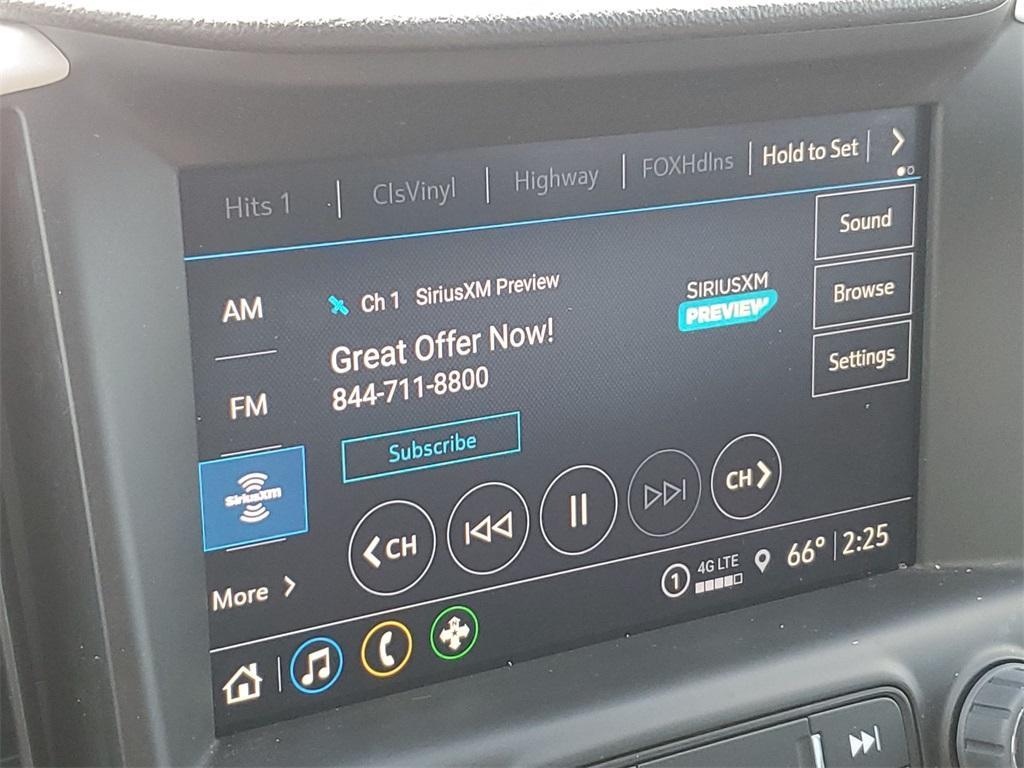 Hits 1 | ClsVinyl | Highway | FOXHdlns | Hold to Set | >
AM
FM
SiriusXM
More >
Ch 1 SiriusXM Preview
Great Offer Now!
844-711-8800
Subscribe
SIRIUSXM
PREVIEW
Sound
Browse
Settings
< CH
CH >
1 4G LTE 66° | 2:25